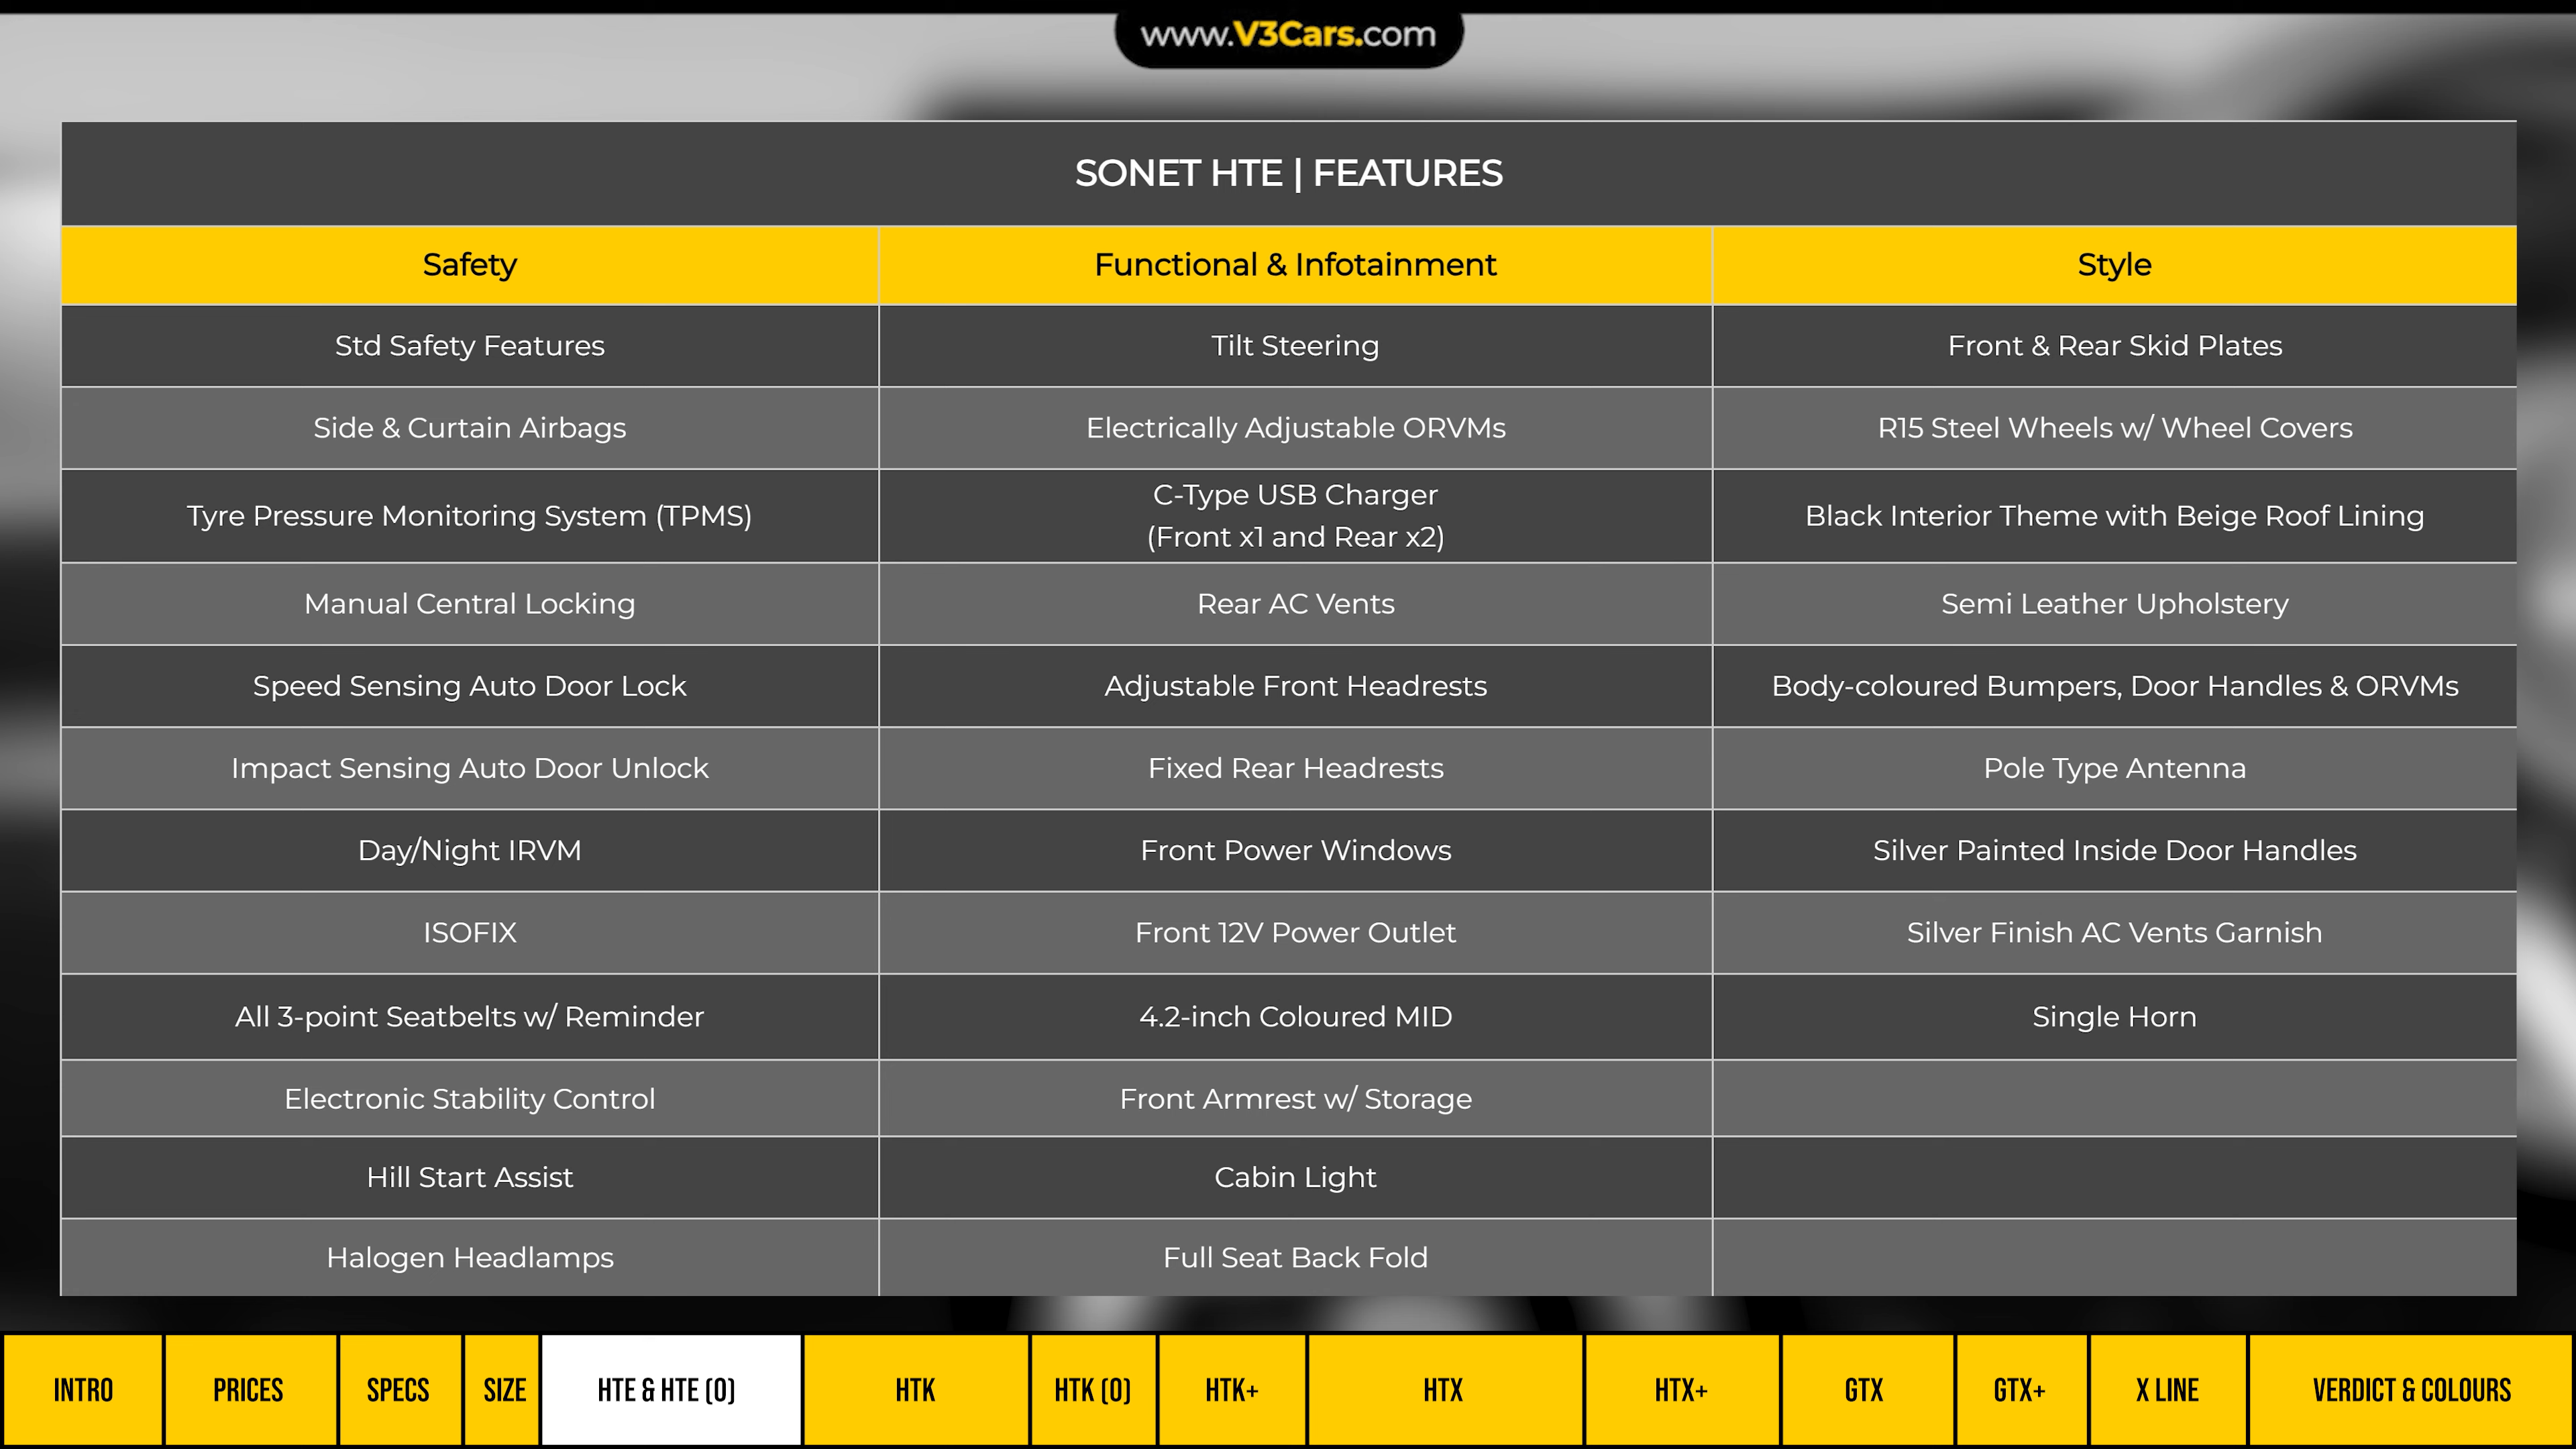 www.V3Cars.com
SONET HTE | FEATURES
Safety
Functional & Infotainment
Style
Std Safety Features
Tilt Steering
Front & Rear Skid Plates
Side & Curtain Airbags
Electrically Adjustable ORVMs
R15 Steel Wheels w/ Wheel Covers
Tyre Pressure Monitoring System (TPMS)
C-Type USB Charger
(Front x1 and Rear x2)
Black Interior Theme with Beige Roof Lining
Manual Central Locking
Rear AC Vents
Semi Leather Upholstery
Speed Sensing Auto Door Lock
Adjustable Front Headrests
Body-coloured Bumpers, Door Handles & ORVMs
Impact Sensing Auto Door Unlock
Fixed Rear Headrests
Pole Type Antenna
Day/Night IRVM
Front Power Windows
Silver Painted Inside Door Handles
ISOFIX
Front 12V Power Outlet
Silver Finish AC Vents Garnish
All 3-point Seatbelts w/ Reminder
4.2-inch Coloured MID
Single Horn
Electronic Stability Control
Front Armrest w/ Storage
Hill Start Assist
Cabin Light
Halogen Headlamps
Full Seat Back Fold
INTRO
PRICES
SPECS
SIZE
HTE & HTE (O)
HTK
HTK (O)
HTK+
HTX
HTX+
GTX
GTX+
X LINE
VERDICT & COLOURS